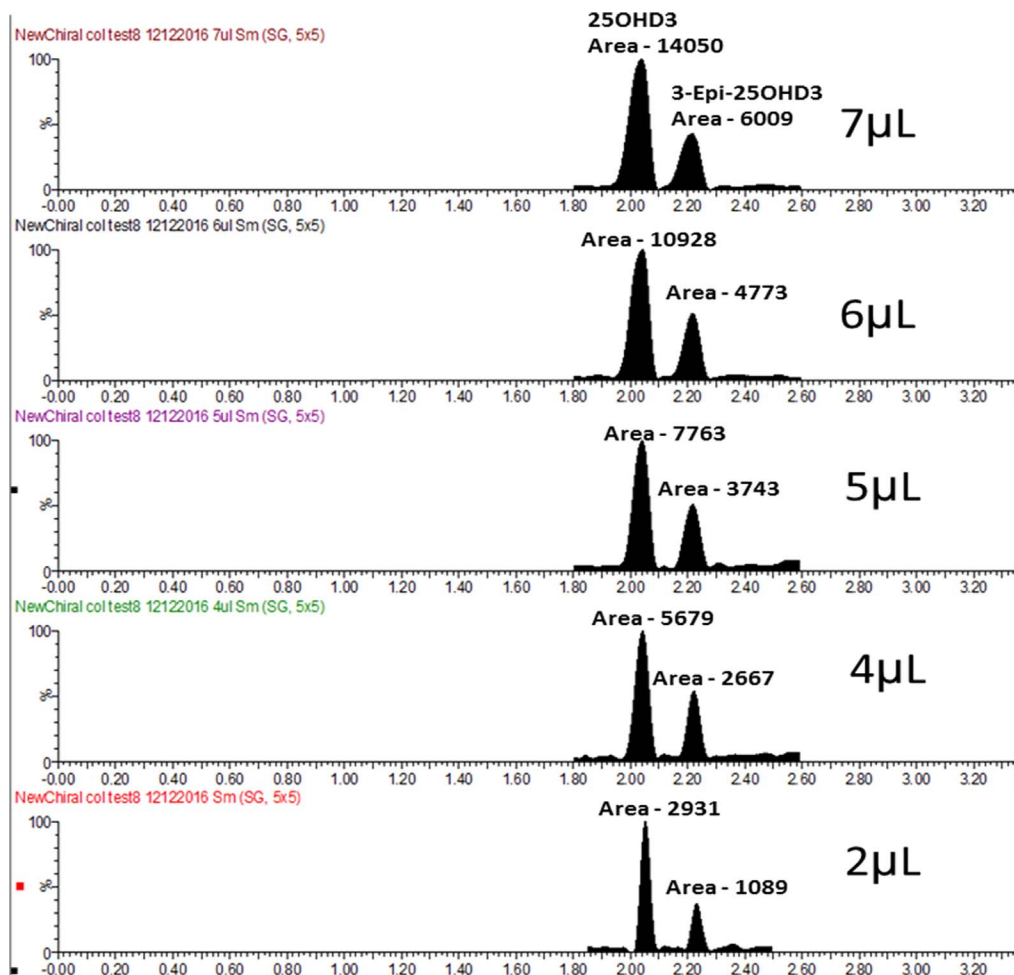 25OHD3
NewChiral col test8 12122016 7ul Sm (SG, 5x5)
Area - 14050
100
3-Epi-25OHD3
Area - 6009
7µL
%
0
-0.00 0.20 0.40 0.60 0.80 1.00 1.20 1.40 1.60 1.80 2.00 2.20 2.40 2.60 2.80 3.00 3.20
NewChiral col test8 12122016 6ul Sm (SG, 5x5)
Area - 10928
100
Area - 4773
6µL
%
0
-0.00 0.20 0.40 0.60 0.80 1.00 1.20 1.40 1.60 1.80 2.00 2.20 2.40 2.60 2.80 3.00 3.20
NewChiral col test8 12122016 5ul Sm (SG, 5x5)
Area - 7763
100
Area - 3743
5µL
%
0
-0.00 0.20 0.40 0.60 0.80 1.00 1.20 1.40 1.60 1.80 2.00 2.20 2.40 2.60 2.80 3.00 3.20
NewChiral col test8 12122016 4ul Sm (SG, 5x5)
Area - 5679
100
Area - 2667
4µL
%
0
-0.00 0.20 0.40 0.60 0.80 1.00 1.20 1.40 1.60 1.80 2.00 2.20 2.40 2.60 2.80 3.00 3.20
NewChiral col test8 12122016 Sm (SG, 5x5)
Area - 2931
100
Area - 1089
2µL
%
0
-0.00 0.20 0.40 0.60 0.80 1.00 1.20 1.40 1.60 1.80 2.00 2.20 2.40 2.60 2.80 3.00 3.20